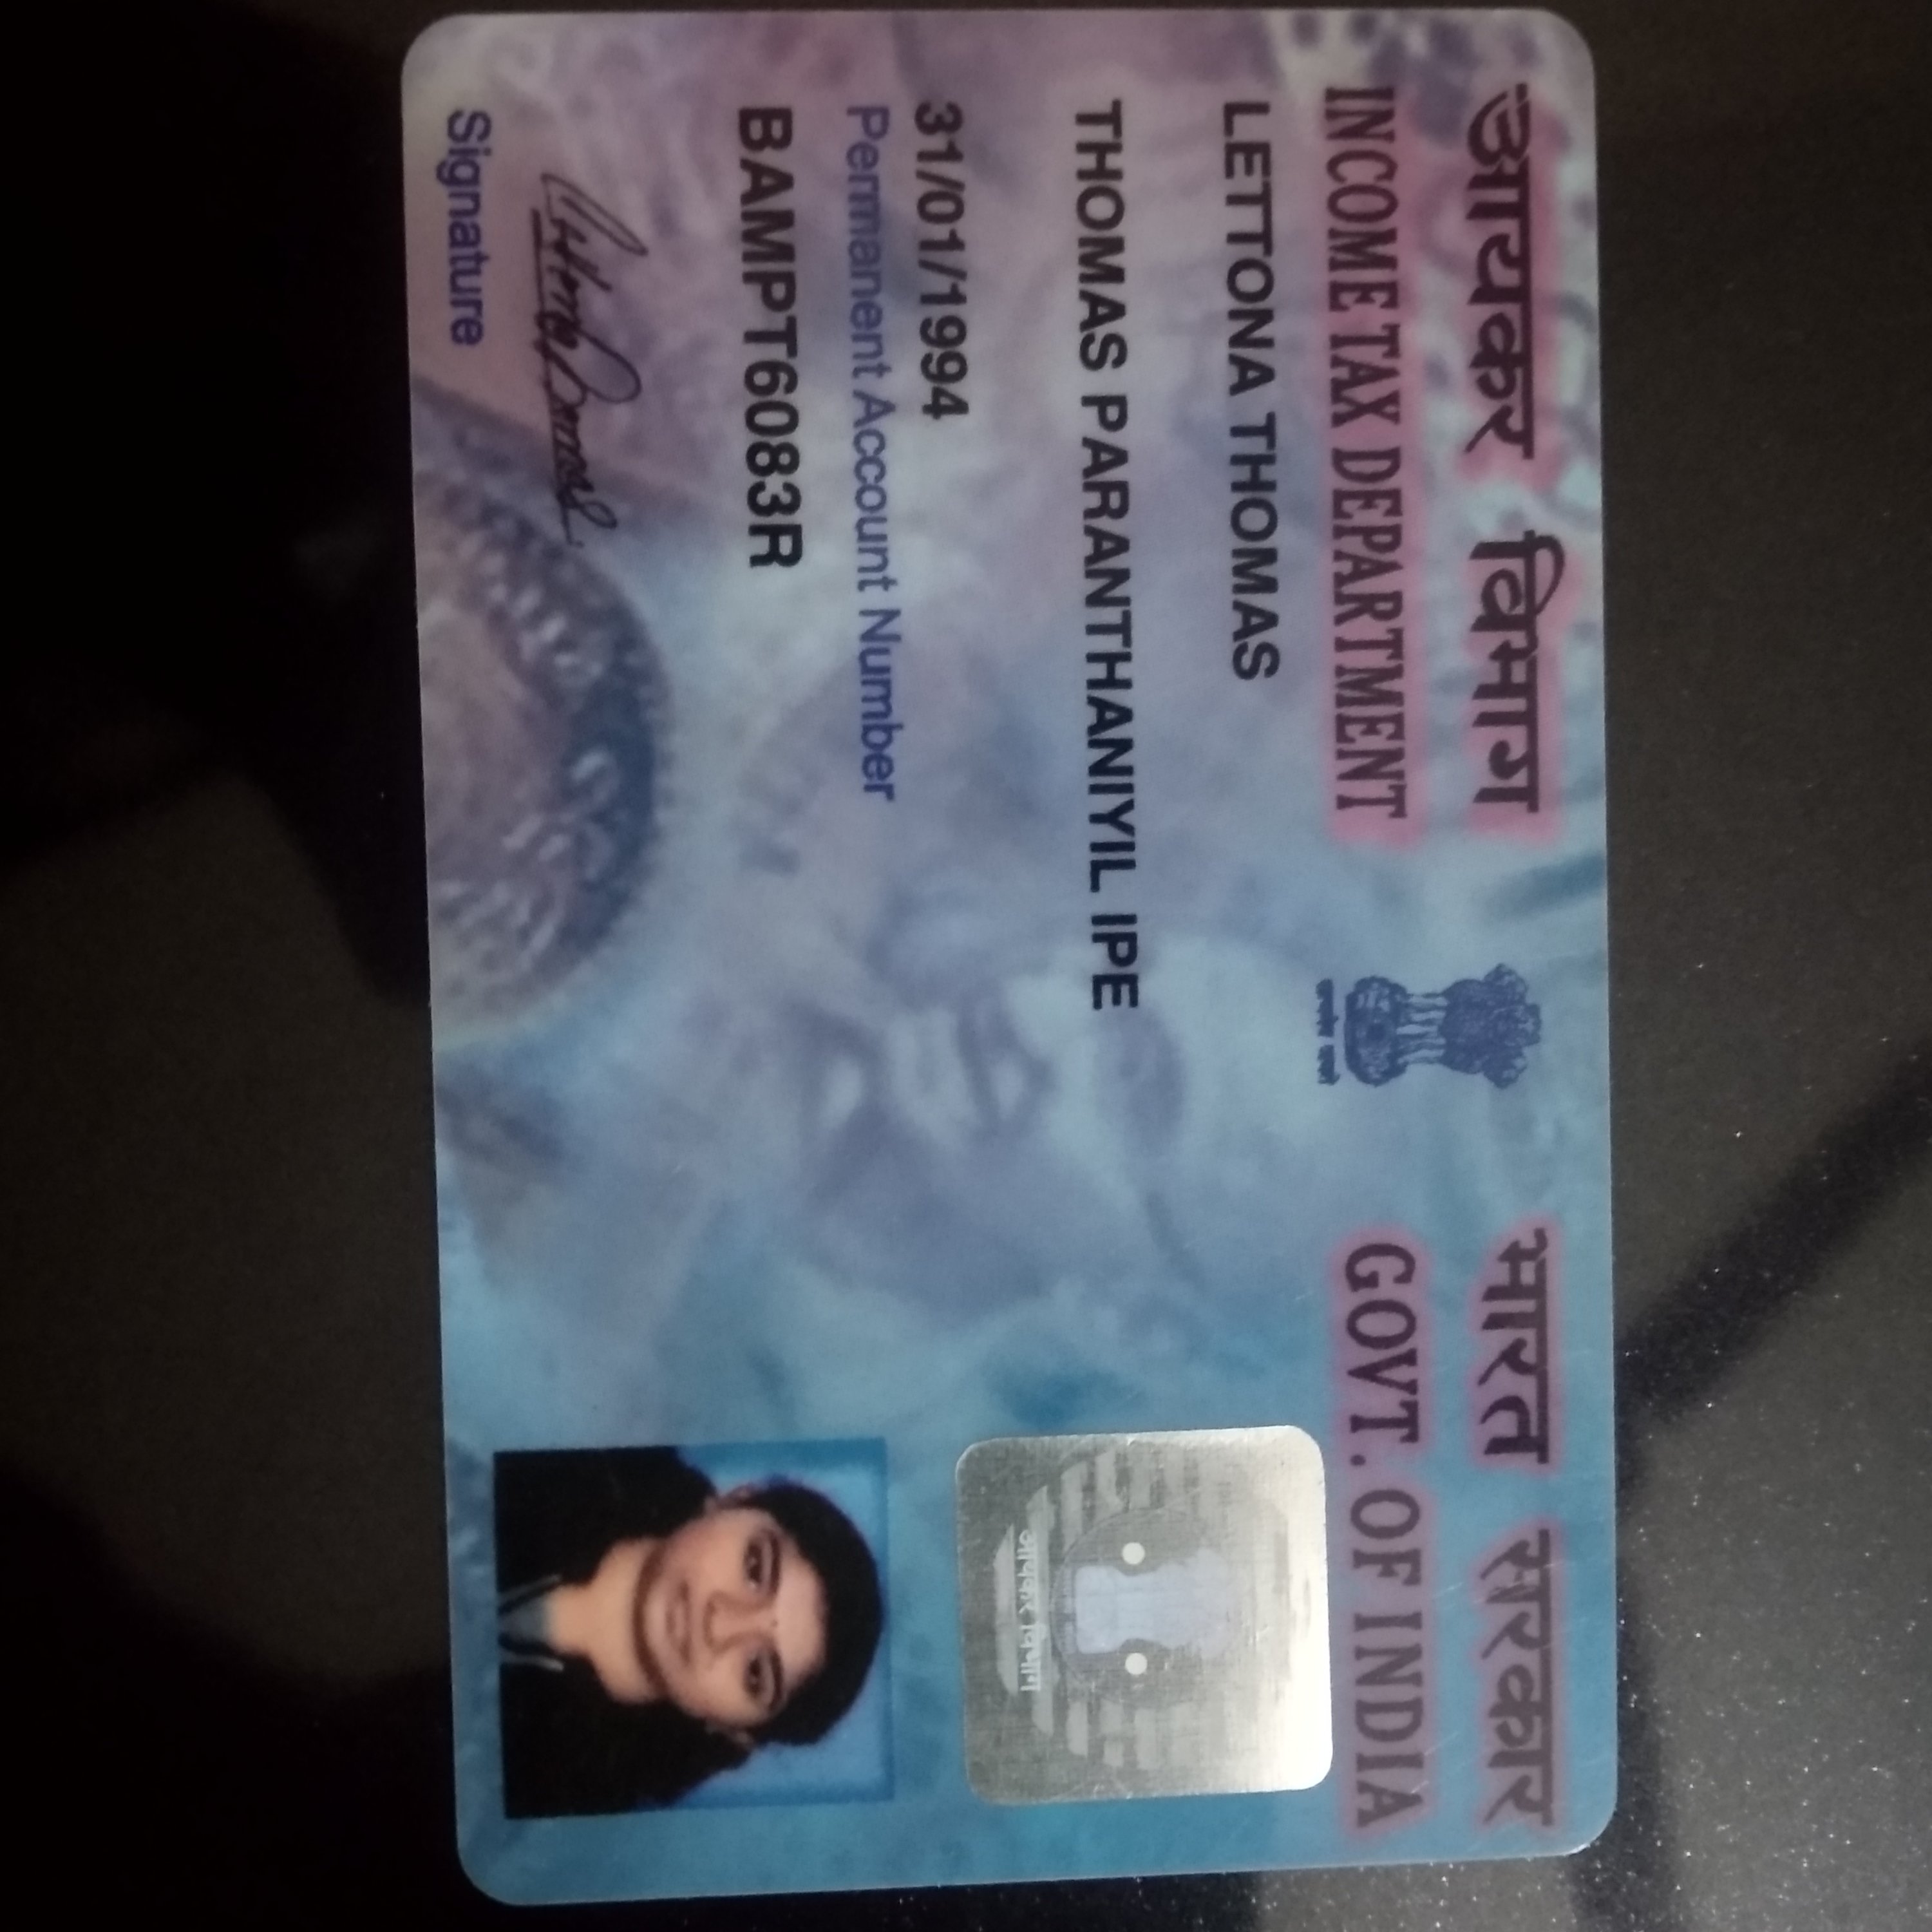 आयकर विभाग
INCOME TAX DEPARTMENT
भारत सरकार
GOVT. OF INDIA
LETTONA THOMAS
THOMAS PARANTHANIYIL IPE
31/01/1994
Permanent Account Number
BAMPT6083R
Signature
आयकर विभाग